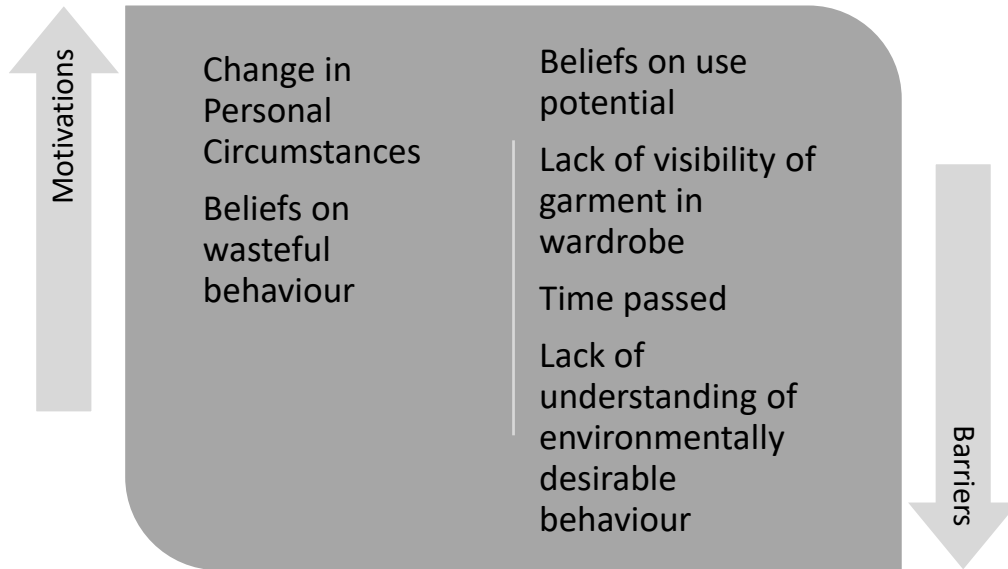 Motivations
Change in
Personal
Circumstances
Beliefs on
wasteful
behaviour
Beliefs on use
potential
Lack of visibility of
garment in
wardrobe
Time passed
Lack of
understanding of
environmentally
desirable
behaviour
Barriers